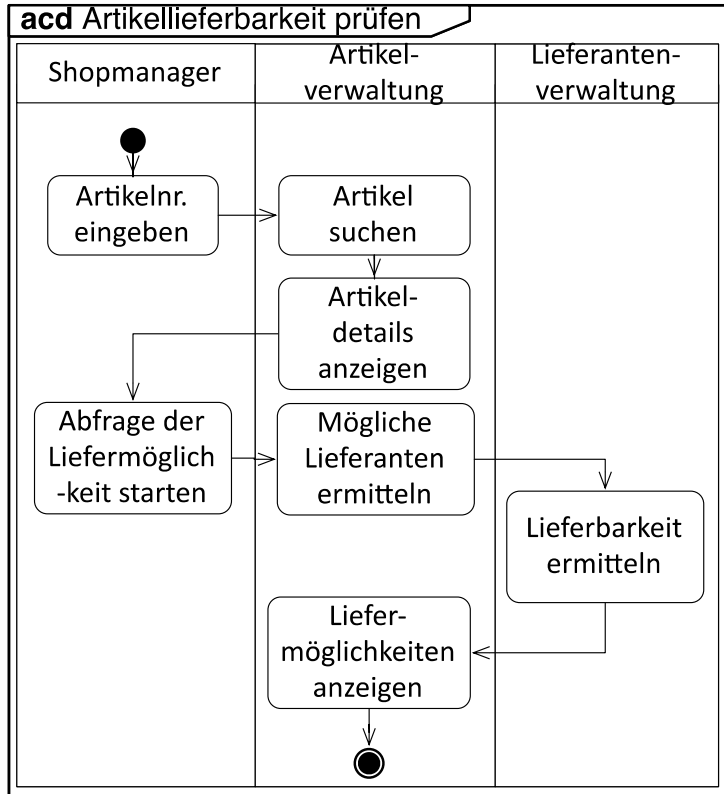 acd Artikellieferbarkeit prüfen
Shopmanager
Artikel-
verwaltung
Lieferanten-
verwaltung
Artikelnr.
eingeben
Artikel
suchen
Artikel-
details
anzeigen
Abfrage der
Liefermöglich
-keit starten
Mögliche
Lieferanten
ermitteln
Lieferbarkeit
ermitteln
Liefer-
möglichkeiten
anzeigen